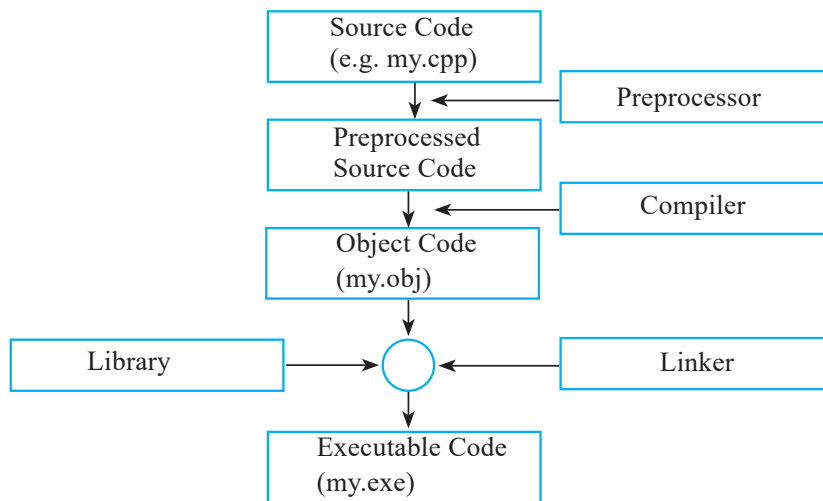 Source Code
(e.g. my.cpp)
Preprocessor
Preprocessed
Source Code
Compiler
Object Code
(my.obj)
Library
Linker
Executable Code
(my.exe)